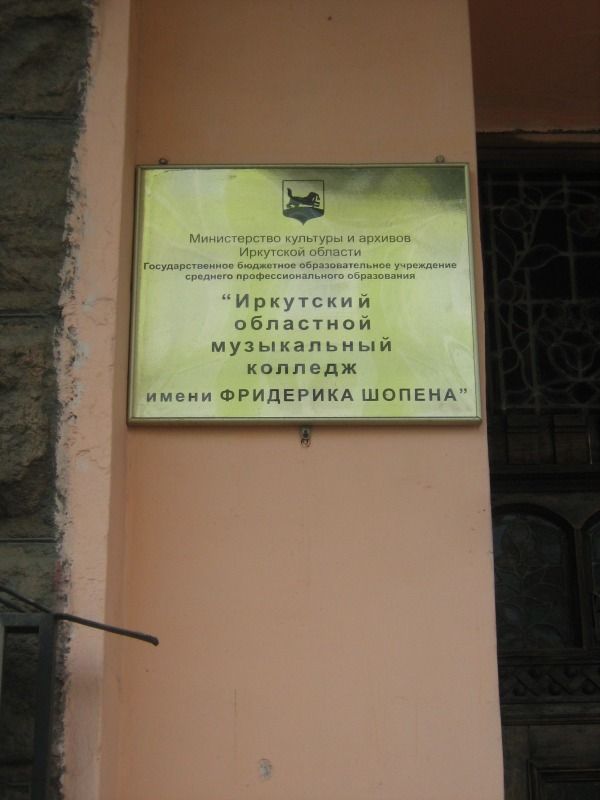 Министерство культуры и архивов
Иркутской области
Государственное бюджетное образовательное учреждение
среднего профессионального образования
“Иркутский
областной
музыкальный
колледж
имени ФРИДЕРИКА ШОПЕНА”